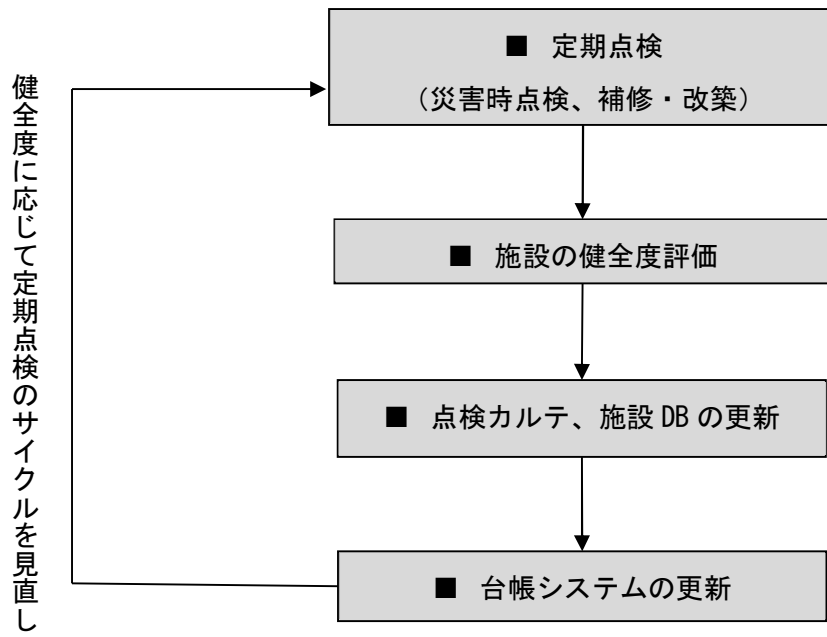 ■ 定期点検
(災害時点検、補修・改築)
健全度に応じて定期点検のサイクルを見直し
■ 施設の健全度評価
■ 点検カルテ、施設 DB の更新
■ 台帳システムの更新